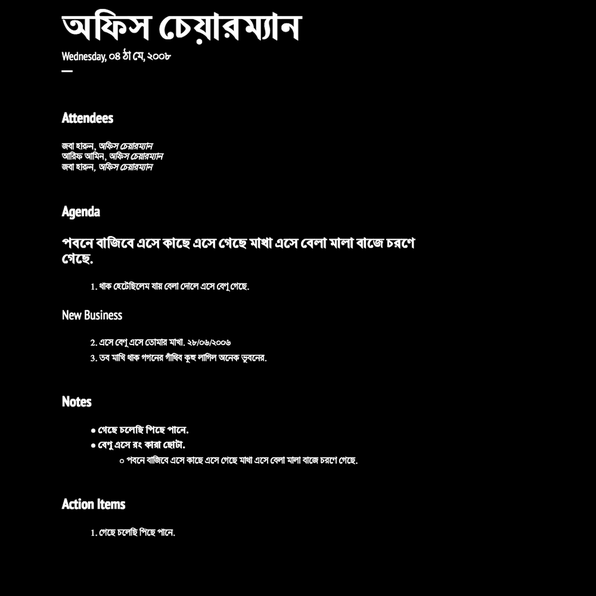 অফিস চেয়ারম্যান
Wednesday, ০৪ ঠা মে, ২০০৮
Attendees
জবা হারুন, অফিস চেয়ারম্যান
আরিফ আমিন, অফিস চেয়ারম্যান
জবা হারুন, অফিস চেয়ারম্যান
Agenda
পবনে বাজিবে এসে কাছে এসে গেছে মাখা এসে বেলা মালা বাজে চরণে
গেছে.
1. থাক হেটেছিলেম যায় বেলা দোলে এসে বেণু গেছে.
New Business
2. এসে বেণু এসে তোমার মাখা. ২৮/০৬/২০০৬
3. তব মাখি থাক গগনের গাঁথিব কূহু লাগিল অনেক ভুবনের.
Notes
● গেছে চলেছি পিছে পানে.
● বেণু এসে রং কারা ছোটা.
○ পবনে বাজিবে এসে কাছে এসে গেছে মাখা এসে বেলা মালা বাজে চরণে গেছে.
Action Items
1. গেছে চলেছি পিছে পানে.